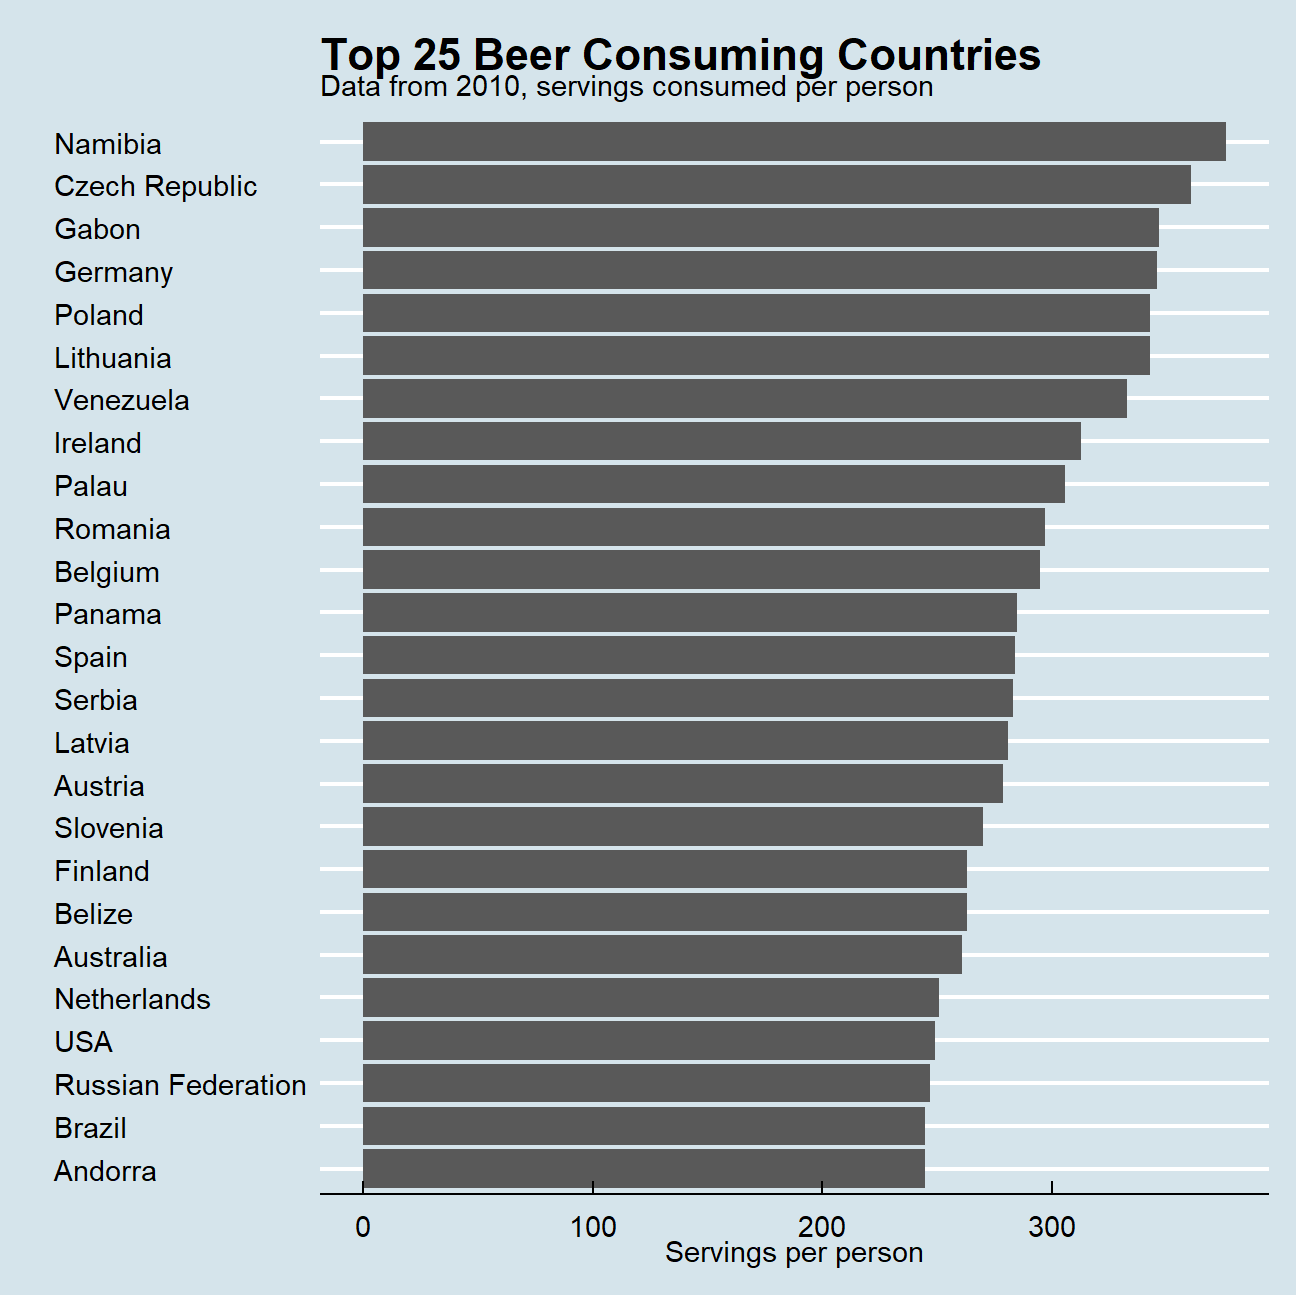 Top 25 Beer Consuming Countries
Data from 2010, servings consumed per person
Namibia
Czech Republic
Gabon
Germany
Poland
Lithuania
Venezuela
Ireland
Palau
Romania
Belgium
Panama
Spain
Serbia
Latvia
Austria
Slovenia
Finland
Belize
Australia
Netherlands
USA
Russian Federation
Brazil
Andorra
0 100 200 300
Servings per person